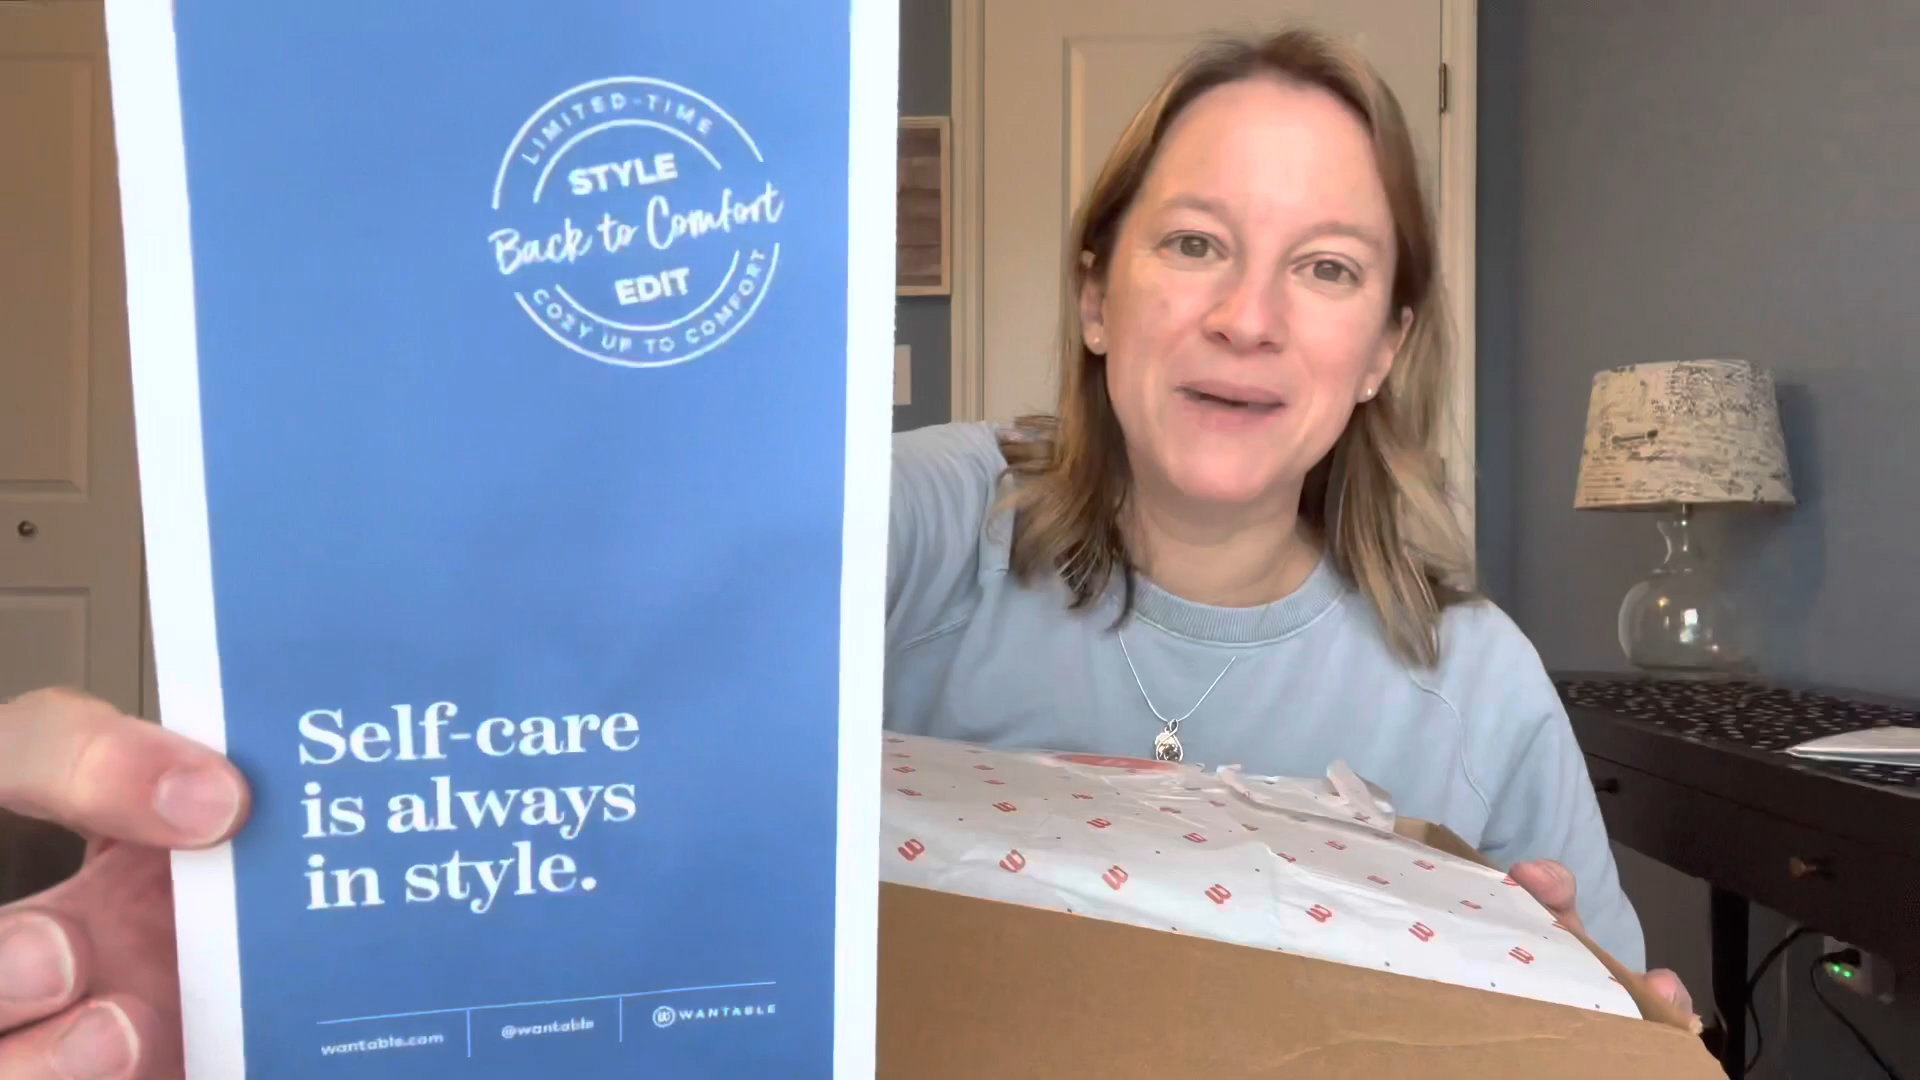 LIMITED-TIME
STYLE
Back to Comfort
EDIT
COZY UP TO COMFORT
Self-care
is always
in style.
wantable.com
@wantable
WANTABLE